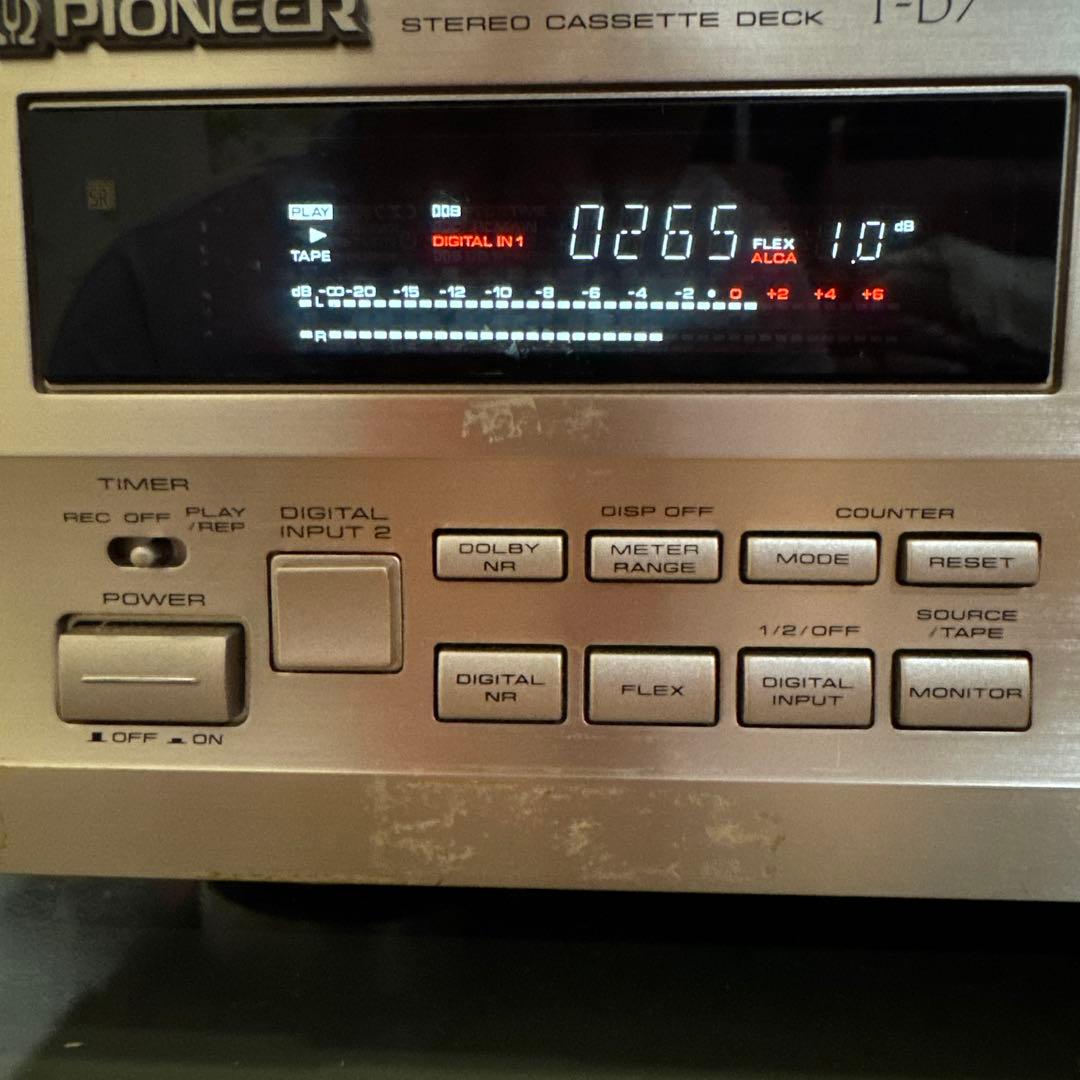 PIONEER STEREO CASSETTE DECK T-D7
SR
PLAY
TAPE
DIGITAL IN 1
0265
FLEX
ALCA
1.0 dB
dB -∞ -20 -15 -12 -10 -8 -6 -4 -2 • 0 +2 +4 +6
L
R
TIMER
REC OFF PLAY /REP
POWER
OFF ON
DIGITAL
INPUT 2
DOLBY
NR
DISP OFF
METER
RANGE
COUNTER
MODE
RESET
DIGITAL
NR
FLEX
1/2/OFF
DIGITAL
INPUT
SOURCE
/TAPE
MONITOR